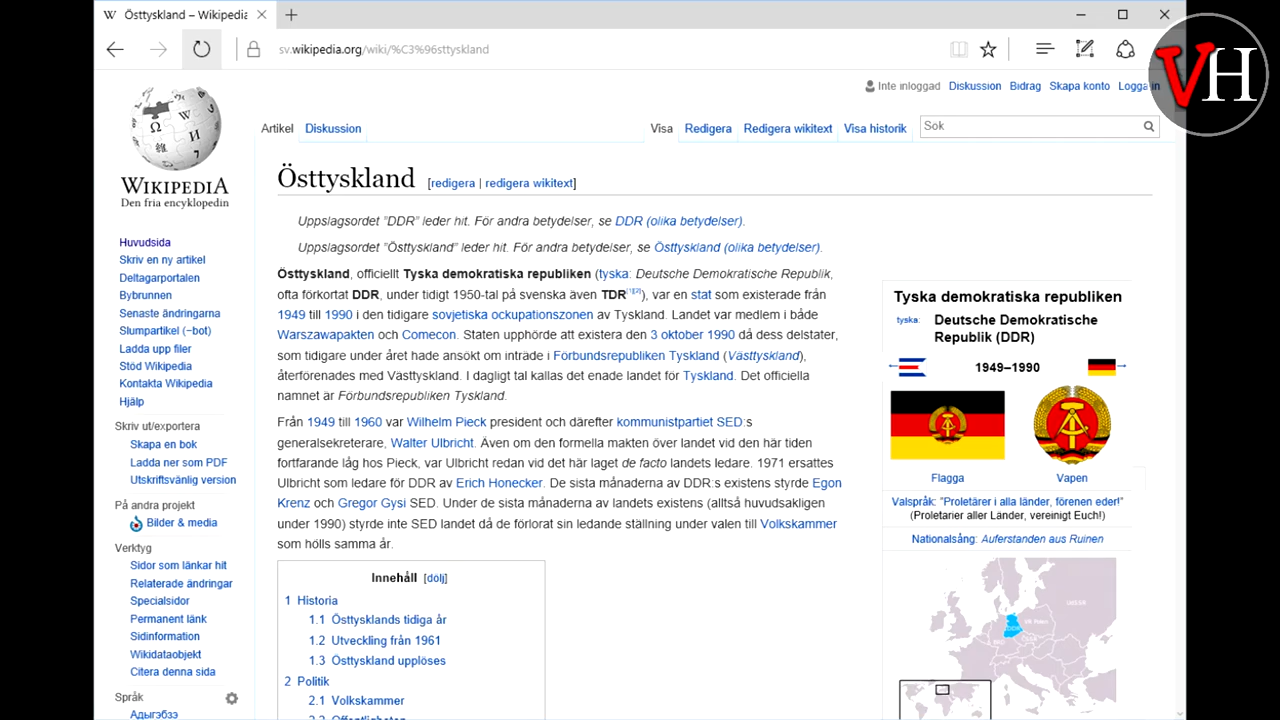 Östtyskland – Wikipedia
sv.wikipedia.org/wiki/%C3%96sttyskland
VH
Inte inloggad Diskussion Bidrag Skapa konto Logga in
Artikel Diskussion Visa Redigera Redigera wikitext Visa historik Sök
WIKIPEDIA
Den fria encyklopedin
Huvudsida
Skriv en ny artikel
Deltagarportalen
Bybrunnen
Senaste ändringarna
Slumpartikel (−bot)
Ladda upp filer
Stöd Wikipedia
Kontakta Wikipedia
Hjälp
Skriv ut/exportera
Skapa en bok
Ladda ner som PDF
Utskriftsvänlig version
På andra projekt
Bilder & media
Verktyg
Sidor som länkar hit
Relaterade ändringar
Specialsidor
Permanent länk
Sidinformation
Wikidataobjekt
Citera denna sida
Språk
Адыгэбзэ
Östtyskland [redigera | redigera wikitext]
Uppslagsordet "DDR" leder hit. För andra betydelser, se DDR (olika betydelser).
Uppslagsordet "Östtyskland" leder hit. För andra betydelser, se Östtyskland (olika betydelser).
Östtyskland, officiellt Tyska demokratiska republiken (tyska: Deutsche Demokratische Republik,
ofta förkortat DDR, under tidigt 1950-tal på svenska även TDR[1][2]), var en stat som existerade från
1949 till 1990 i den tidigare sovjetiska ockupationszonen av Tyskland. Landet var medlem i både
Warszawapakten och Comecon. Staten upphörde att existera den 3 oktober 1990 då dess delstater,
som tidigare under året hade ansökt om inträde i Förbundsrepubliken Tyskland (Västtyskland),
återförenades med Västtyskland. I dagligt tal kallas det enade landet för Tyskland. Det officiella
namnet är Förbundsrepubliken Tyskland.
Från 1949 till 1960 var Wilhelm Pieck president och därefter kommunistpartiet SED:s
generalsekreterare, Walter Ulbricht. Även om den formella makten över landet vid den här tiden
fortfarande låg hos Pieck, var Ulbricht redan vid det här laget de facto landets ledare. 1971 ersattes
Ulbricht som ledare för DDR av Erich Honecker. De sista månaderna av DDR:s existens styrde Egon
Krenz och Gregor Gysi SED. Under de sista månaderna av landets existens (alltså huvudsakligen
under 1990) styrde inte SED landet då de förlorat sin ledande ställning under valen till Volkskammer
som hölls samma år.
Innehåll [dölj]
1 Historia
1.1 Östtysklands tidiga år
1.2 Utveckling från 1961
1.3 Östtyskland upplöses
2 Politik
2.1 Volkskammer
2.2 Offentligheten
Tyska demokratiska republiken
tyska: Deutsche Demokratische
Republik (DDR)
1949–1990
Flagga Vapen
Valspråk: "Proletärer i alla länder, förenen eder!"
(Proletarier aller Länder, vereinigt Euch!)
Nationalsång: Auferstanden aus Ruinen